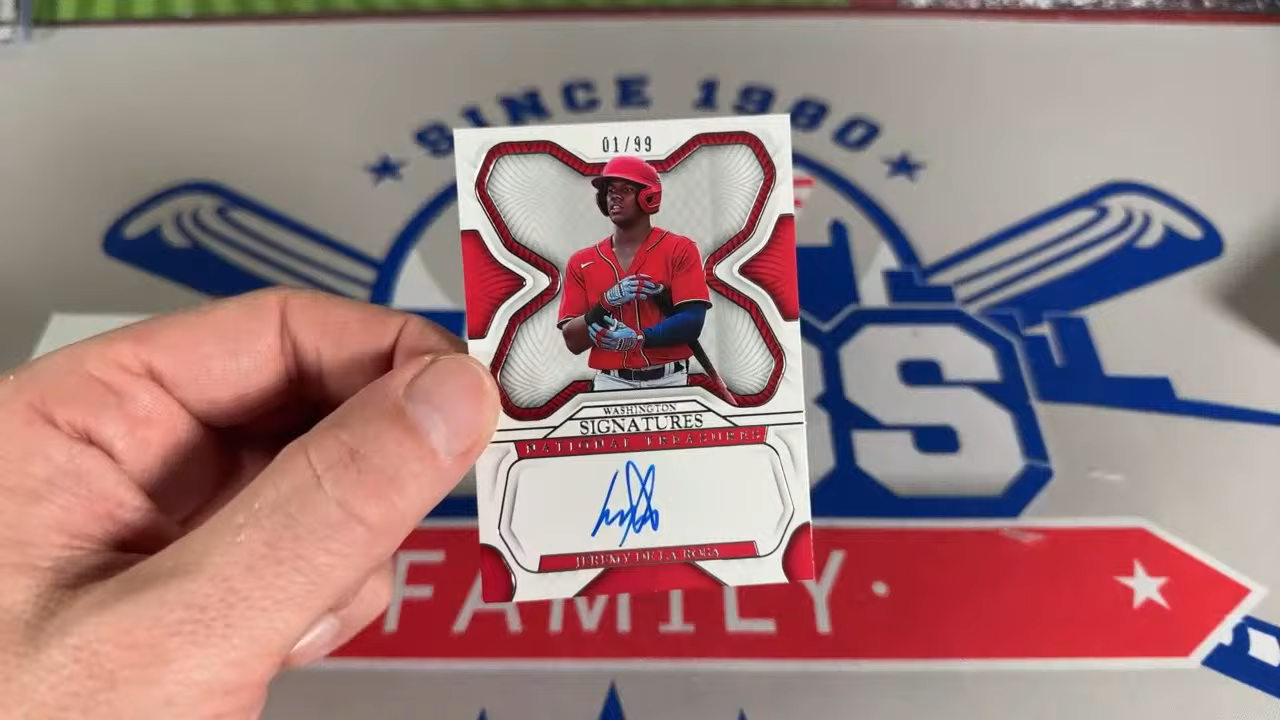 SINCE 1980
01/99
WASHINGTON
SIGNATURES
NATIONAL TREASURES
JEREMY DE LA ROSA
FAMILY